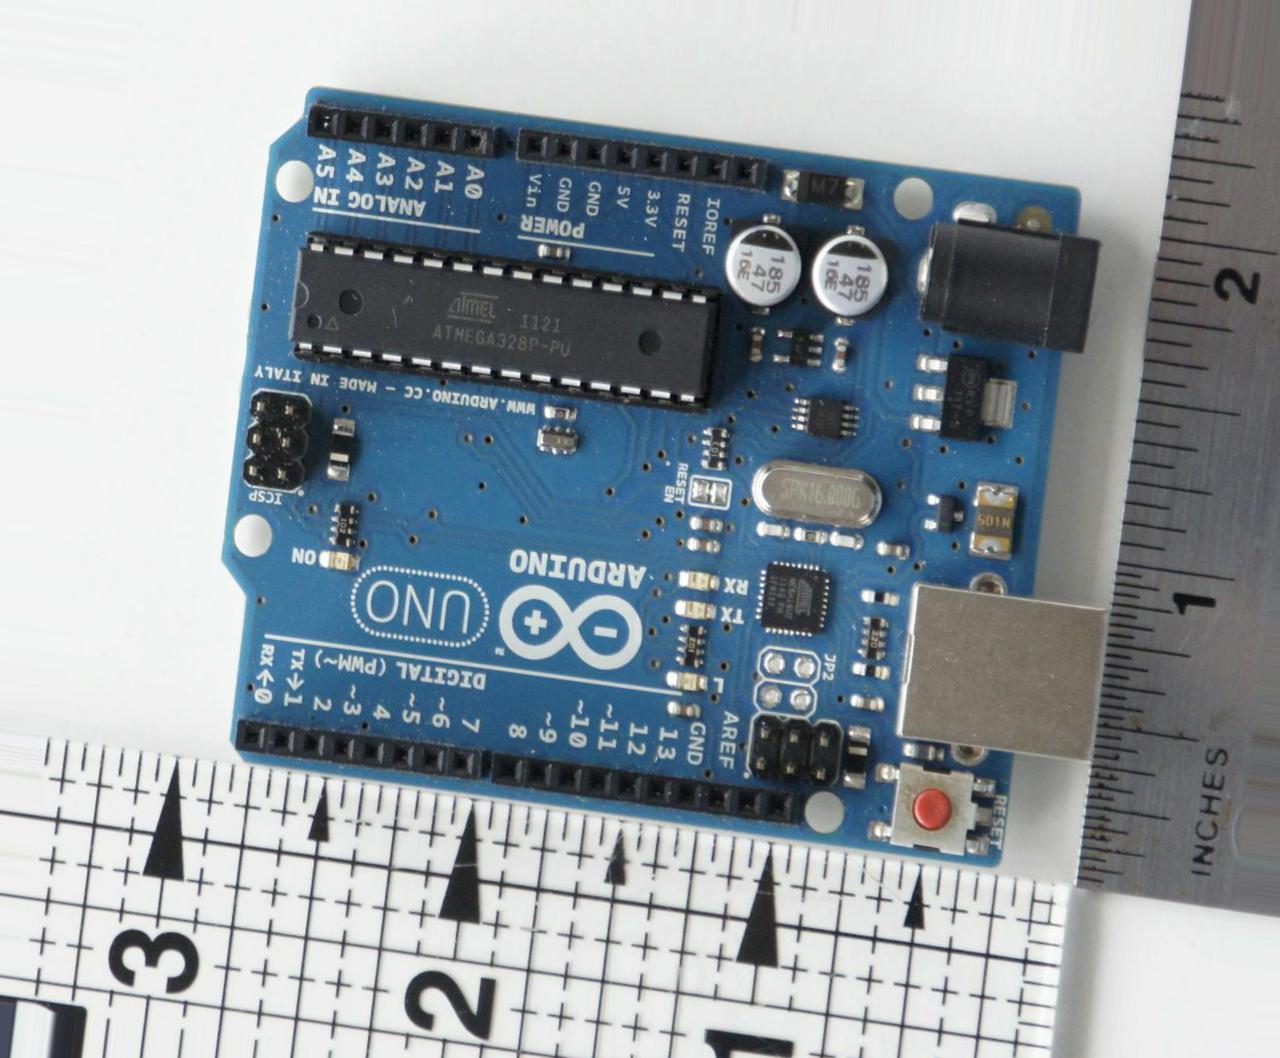 A5
A4
A3
A2
A1
A0
ANALOG IN
Vin
GND
GND
5V
3.3V
RESET
IOREF
POWER
M7
185
47
16E
185
47
16E
ATMEL
1121
ATMEGA328P-PU
WWW.ARDUINO.CC - MADE IN ITALY
ICSP
RESET
EN
SPK16.000G
501N
ON
ARDUINO
UNO
TM
RX
TX
L
JP2
DIGITAL (PWM~)
RX←0
TX→1
2
~3
4
~5
~6
7
8
~9
~10
~11
12
13
GND
AREF
RESET
3
2
1
2
1
INCHES